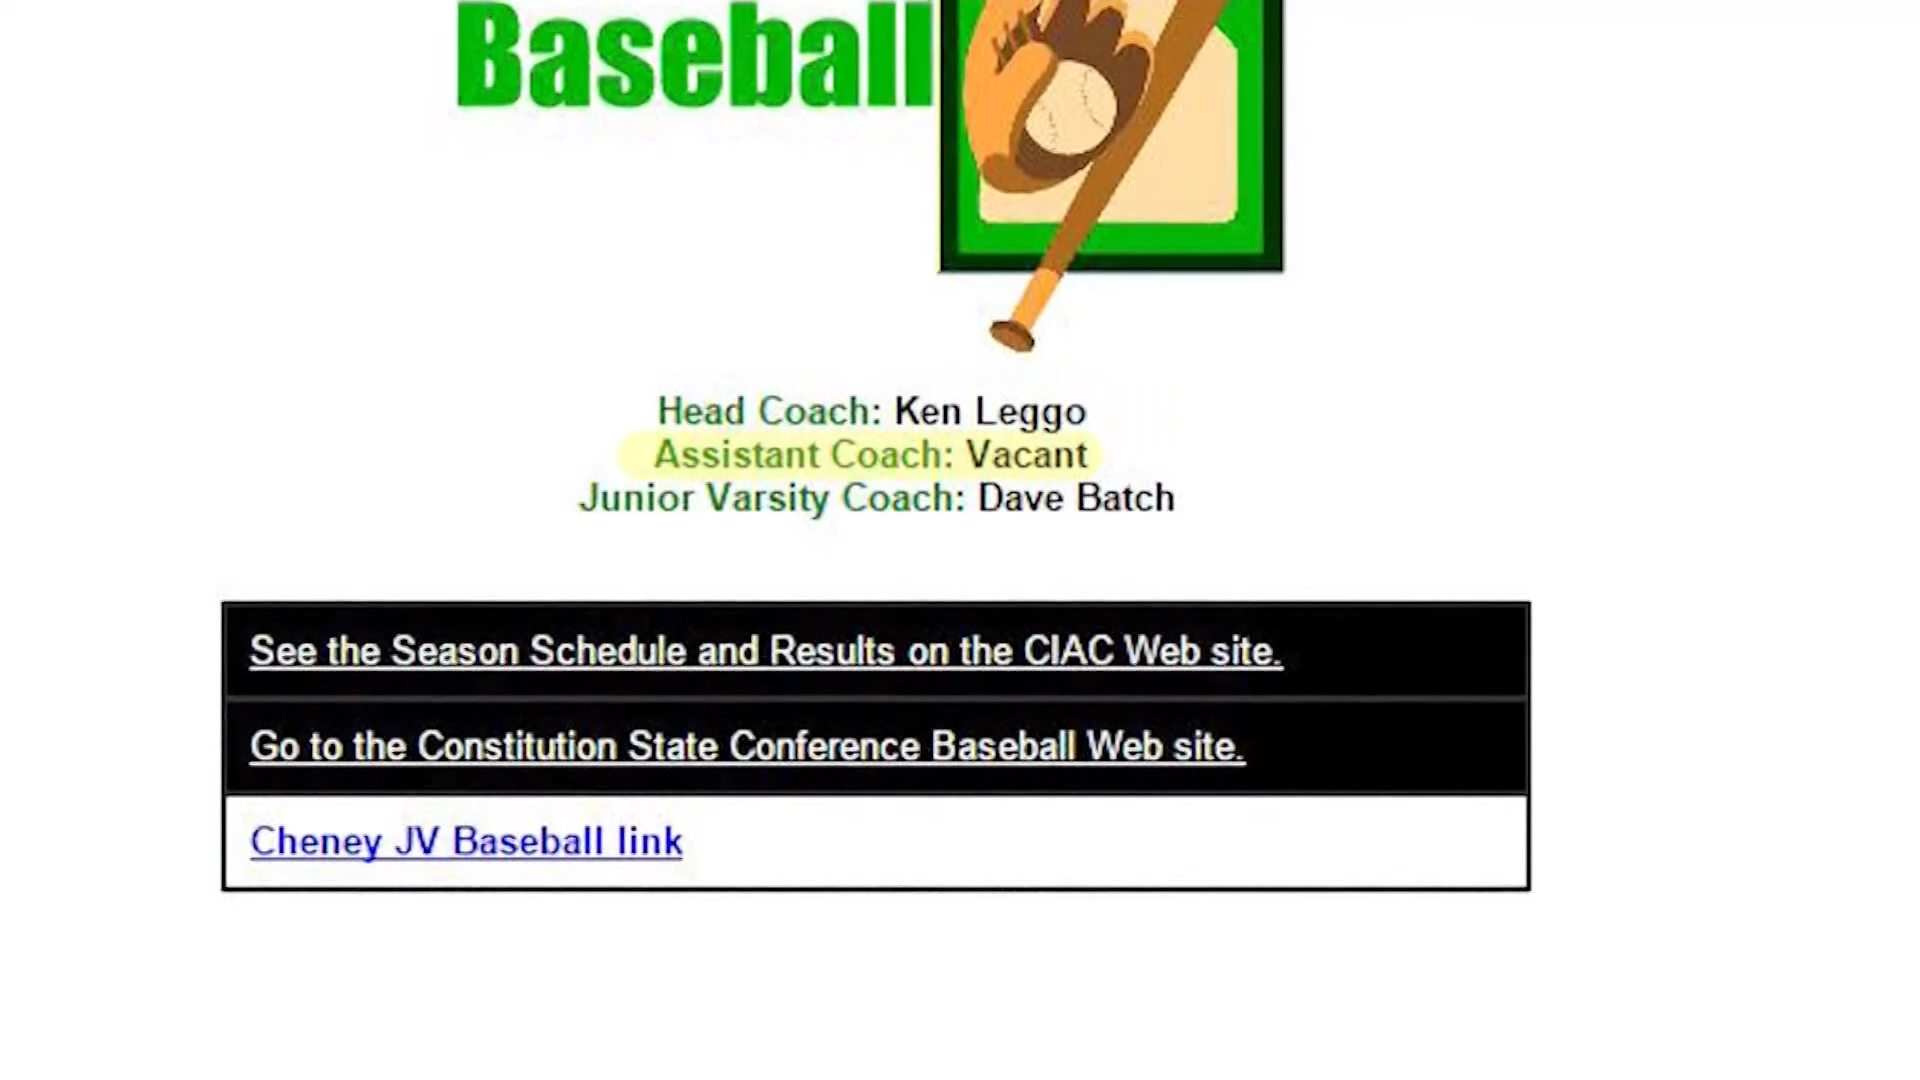 Baseball
Head Coach: Ken Leggo
Assistant Coach: Vacant
Junior Varsity Coach: Dave Batch
See the Season Schedule and Results on the CIAC Web site.
Go to the Constitution State Conference Baseball Web site.
Cheney JV Baseball link